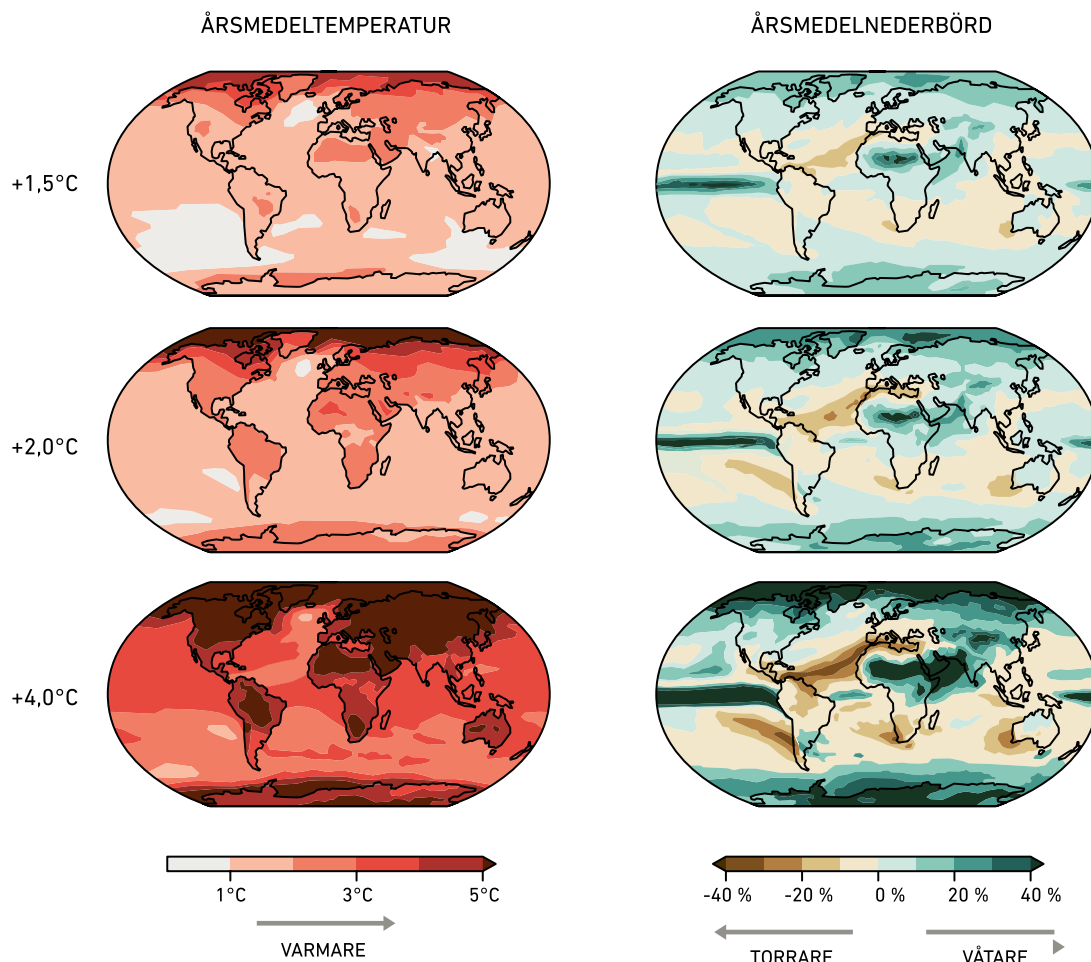 ÅRSMEDELTEMPERATUR
ÅRSMEDELNEDERBÖRD
+1,5°C
+2,0°C
+4,0°C
1°C 3°C 5°C
VARMARE
-40 % -20 % 0 % 20 % 40 %
TORRARE VÅTARE